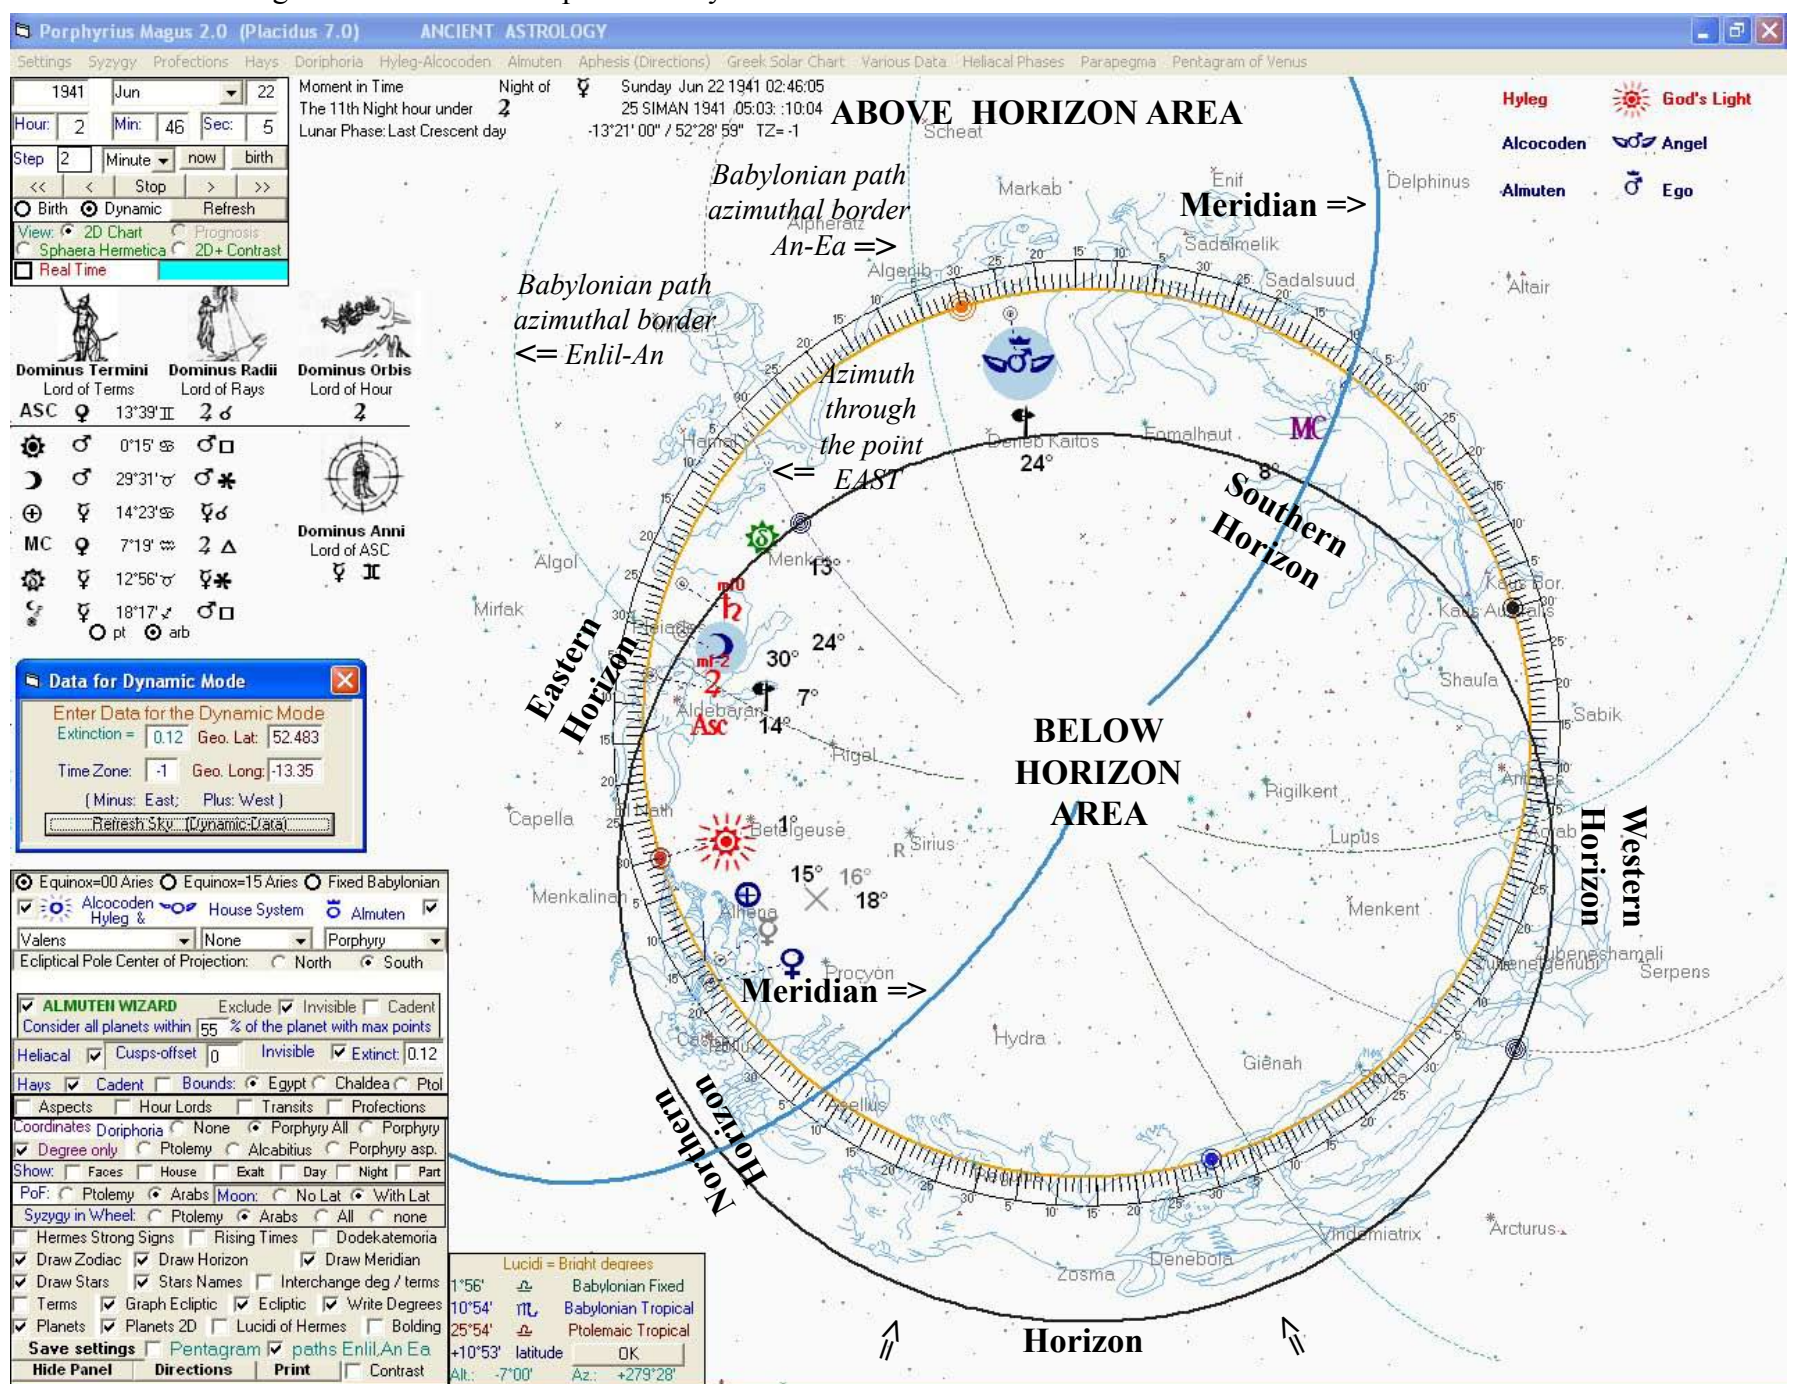 Porphyrius Magus 2.0 (Placidus 7.0) ANCIENT ASTROLOGY
Settings Syzygy Profections Hays Doriphoria Hyleg-Alcocoden Almuten Aphesis (Directions) Greek Solar Chart Various Data Heliacal Phases Parapegma Pentagram of Venus
1941 Jun 22
Hour: 2 Min: 46 Sec: 5
Step 2 Minute now birth
<< < Stop > >>
Birth Dynamic Refresh
View: 2D Chart Prognosis
Sphaera Hermetica 2D+ Contrast
Real Time
Moment in Time Night of ☿ Sunday Jun 22 1941 02:46:05
The 11th Night hour under ♃ 25 SIMAN 1941 05:03: :10:04
Lunar Phase: Last Crescent day -13°21' 00" / 52°28' 59" TZ= -1
ABOVE HORIZON AREA
Hyleg God's Light
Alcocoden Angel
Almuten Ego
Dominus Termini Dominus Radii Dominus Orbis
Lord of Terms Lord of Rays Lord of Hour
ASC ♀ 13°39' ♊ ♃ ☌ ♃
♂ 0°15' ♋ ♂ □
☽ ♂ 29°31' ♉ ♂ ⚹
⊕ ☿ 14°23' ♋ ☿ ☌
MC ♀ 7°19' ♒ ♃ △
☿ 12°56' ♉ ☿ ⚹
☿ 18°17' ♐ ♂ □
pt arb
Dominus Anni
Lord of ASC
☿ ♊
Data for Dynamic Mode
Enter Data for the Dynamic Mode
Extinction = 0.12 Geo. Lat: 52.483
Time Zone: -1 Geo. Long: -13.35
( Minus: East; Plus: West )
Refresh Sky (Dynamic-Data)
Equinox=00 Aries Equinox=15 Aries Fixed Babylonian
Alcocoden Hyleg & House System Almuten
Valens None Porphyry
Ecliptical Pole Center of Projection: North South
ALMUTEN WIZARD Exclude Invisible Cadent
Consider all planets within 55 % of the planet with max points
Heliacal Cusps-offset 0 Invisible Extinct: 0.12
Hays Cadent Bounds: Egypt Chaldea Ptol
Aspects Hour Lords Transits Profections
Coordinates Doriphoria None Porphyry All Porphyry
Degree only Ptolemy Alcabitius Porphyry asp.
Show: Faces House Exalt Day Night Part
PoF: Ptolemy Arabs Moon: No Lat With Lat
Syzygy in Wheel: Ptolemy Arabs All none
Hermes Strong Signs Rising Times Dodekatemoria
Draw Zodiac Draw Horizon Draw Meridian
Draw Stars Stars Names Interchange deg / terms
Terms Graph Ecliptic Ecliptic Write Degrees
Planets Planets 2D Lucidi of Hermes Bolding
Save settings Pentagram paths Enlil,An Ea
Hide Panel Directions Print Contrast
Lucidi = Bright degrees
1°56' ♎ Babylonian Fixed
10°54' ♏ Babylonian Tropical
25°54' ♎ Ptolemaic Tropical
+10°53' latitude OK
Alt.: -7°00' Az.: +279°28'
Babylonian path
azimuthal border
An-Ea =>
Babylonian path
azimuthal border
<= Enlil-An
Azimuth
through
the point
<= EAST
Meridian =>
Scheat
Markab
Enif
Delphinus
Alpheratz
Sadalmelik
Algenib
Sadalsuud
Altair
Hamal
Deneb Kaitos
Fomalhaut
MC
24°
8°
Southern
Horizon
Algol
Menkar
13°
Mirfak
mf0
♄
Kaus Bor.
Kaus Australis
Pleiades
24°
30°
mf-2
♃
7°
Eastern
Horizon
Aldebaran
Asc
14°
Rigel
Shaula
Sabik
BELOW
HORIZON
AREA
Antares
Rigilkent
Capella
El Nath
1°
Betelgeuse
R Sirius
Lupus
Acrab
Western
Horizon
15° 16°
18°
Menkalinan
Alhena
Menkent
Procyon
Zubeneshamali
Zubenelgenubi
Serpens
Meridian =>
Hydra
Giènah
Spica
Northern
Horizon
Asellus
Vindemiatrix
Arcturus
Denebola
Zosma
Horizon